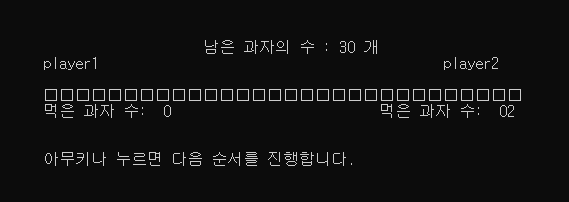 남은 과자의 수 : 30 개
player1 player2
□□□□□□□□□□□□□□□□□□□□□□□□□□□□□□
먹은 과자 수: 0 먹은 과자 수: 02
아무키나 누르면 다음 순서를 진행합니다.